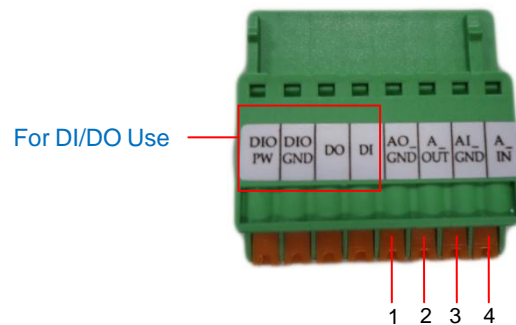 For DI/DO Use
DIO PW
DIO GND
DO
DI
AO_ GND
A_ OUT
AI_ GND
A_ IN
1 2 3 4